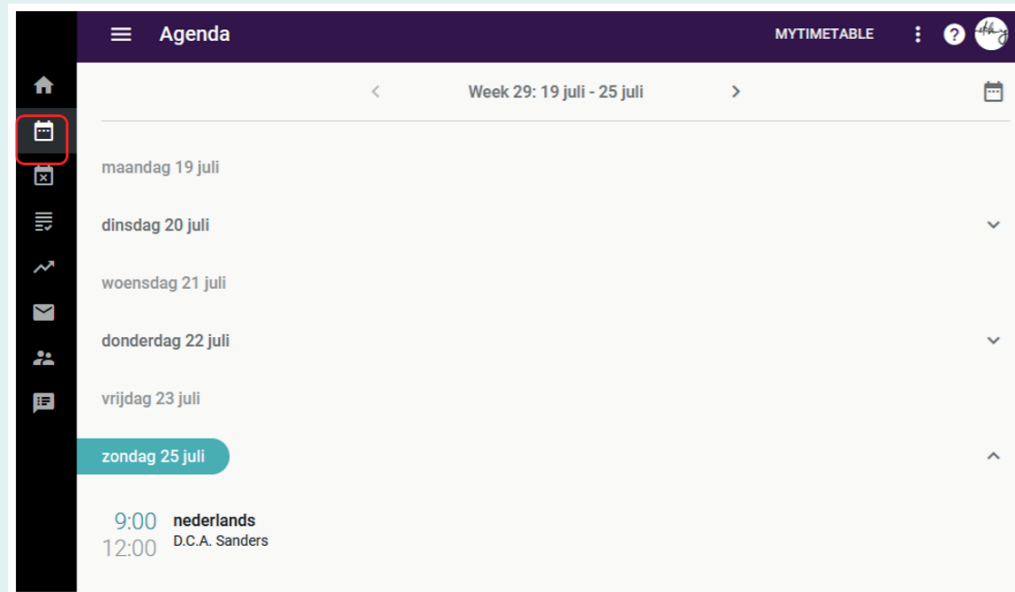 Agenda
MYTIMETABLE
Week 29: 19 juli - 25 juli
maandag 19 juli
dinsdag 20 juli
woensdag 21 juli
donderdag 22 juli
vrijdag 23 juli
zondag 25 juli
9:00 nederlands
12:00 D.C.A. Sanders